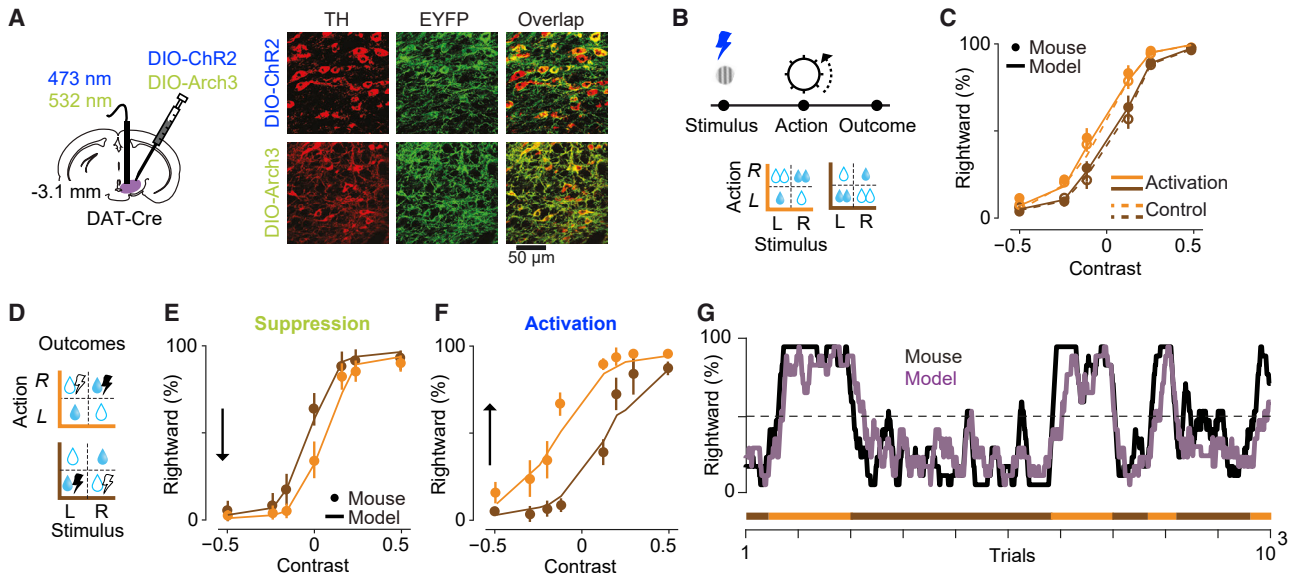 A
TH
EYFP
Overlap
473 nm
532 nm
DIO-ChR2
DIO-Arch3
-3.1 mm
DAT-Cre
DIO-ChR2
DIO-Arch3
50 µm
B
Stimulus
Action
Outcome
Action
R
L
L
R
L
R
Stimulus
C
100
0
Rightward (%)
Mouse
Model
Activation
Control
−0.5
0
0.5
Contrast
D
Outcomes
Action
R
L
L
R
Stimulus
E
Suppression
100
0
Rightward (%)
Mouse
Model
−0.5
0
0.5
Contrast
F
Activation
100
0
Rightward (%)
−0.5
0
0.5
Contrast
G
100
0
Rightward (%)
Mouse
Model
1
Trials
10³